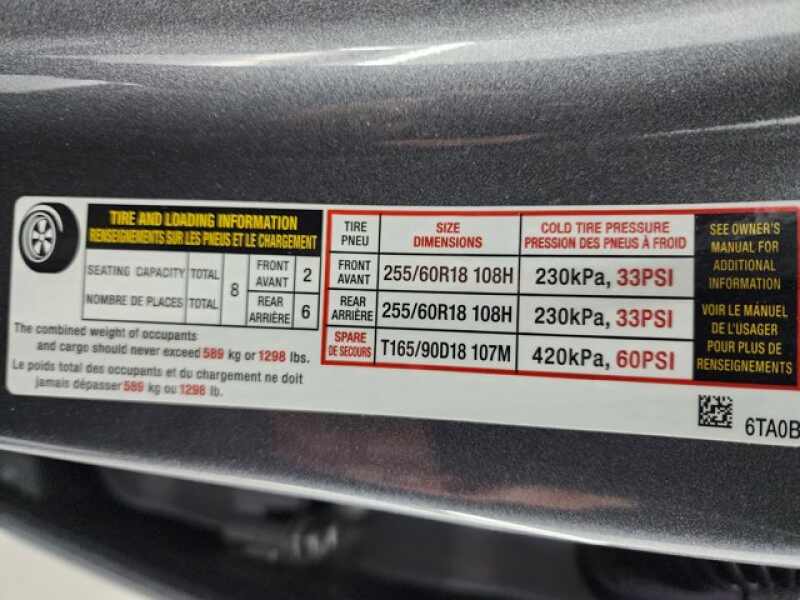 TIRE AND LOADING INFORMATION
RENSEIGNEMENTS SUR LES PNEUS ET LE CHARGEMENT
SEATING CAPACITY TOTAL 8 FRONT AVANT 2
NOMBRE DE PLACES TOTAL REAR ARRIÈRE 6
The combined weight of occupants
and cargo should never exceed 589 kg or 1298 lbs.
Le poids total des occupants et du chargement ne doit
jamais dépasser 589 kg ou 1298 lb.
TIRE PNEU SIZE DIMENSIONS COLD TIRE PRESSURE PRESSION DES PNEUS À FROID
FRONT AVANT 255/60R18 108H 230kPa, 33PSI
REAR ARRIÈRE 255/60R18 108H 230kPa, 33PSI
SPARE DE SECOURS T165/90D18 107M 420kPa, 60PSI
SEE OWNER'S
MANUAL FOR
ADDITIONAL
INFORMATION
VOIR LE MANUEL
DE L'USAGER
POUR PLUS DE
RENSEIGNEMENTS
6TA0B